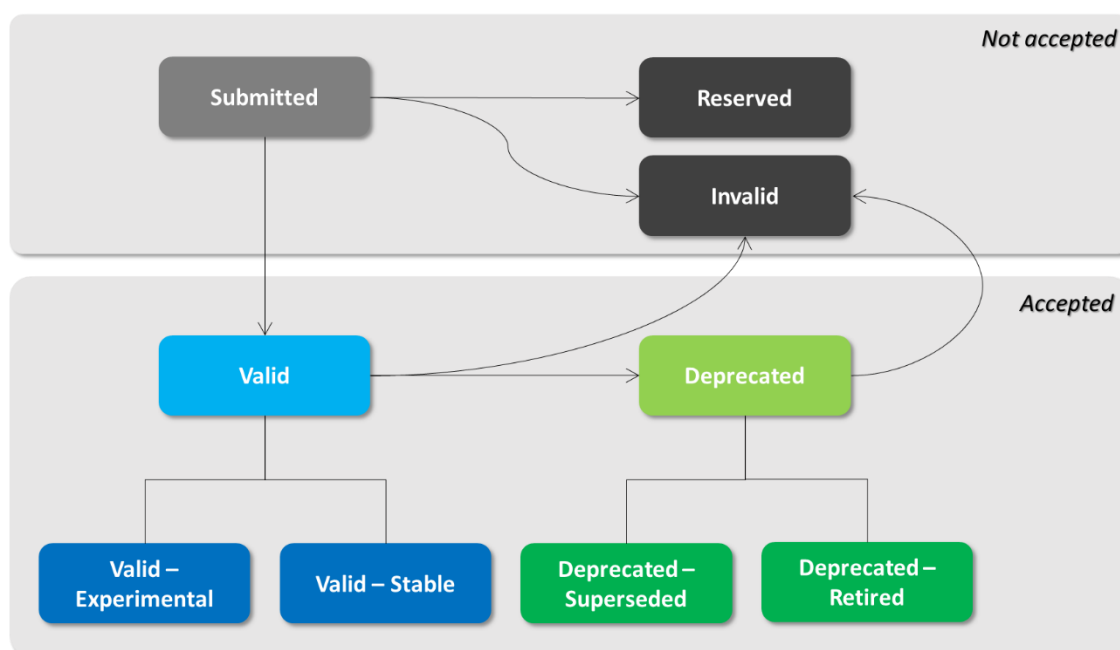 Not accepted
Submitted
Reserved
Invalid
Accepted
Valid
Deprecated
Valid –
Experimental
Valid – Stable
Deprecated –
Superseded
Deprecated –
Retired